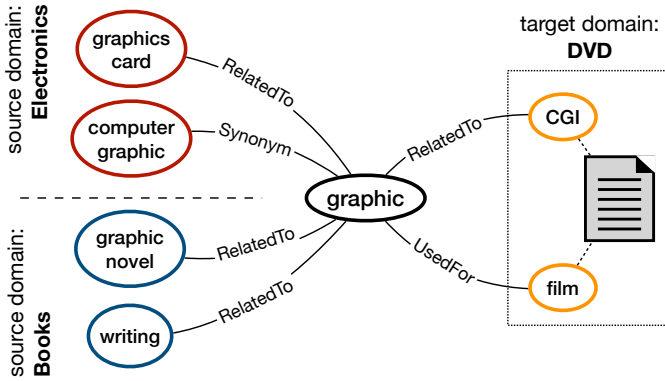 source domain:
Electronics
graphics
card
RelatedTo
computer
graphic
Synonym
source domain:
Books
graphic
novel
RelatedTo
writing
RelatedTo
graphic
target domain:
DVD
RelatedTo
CGI
UsedFor
film